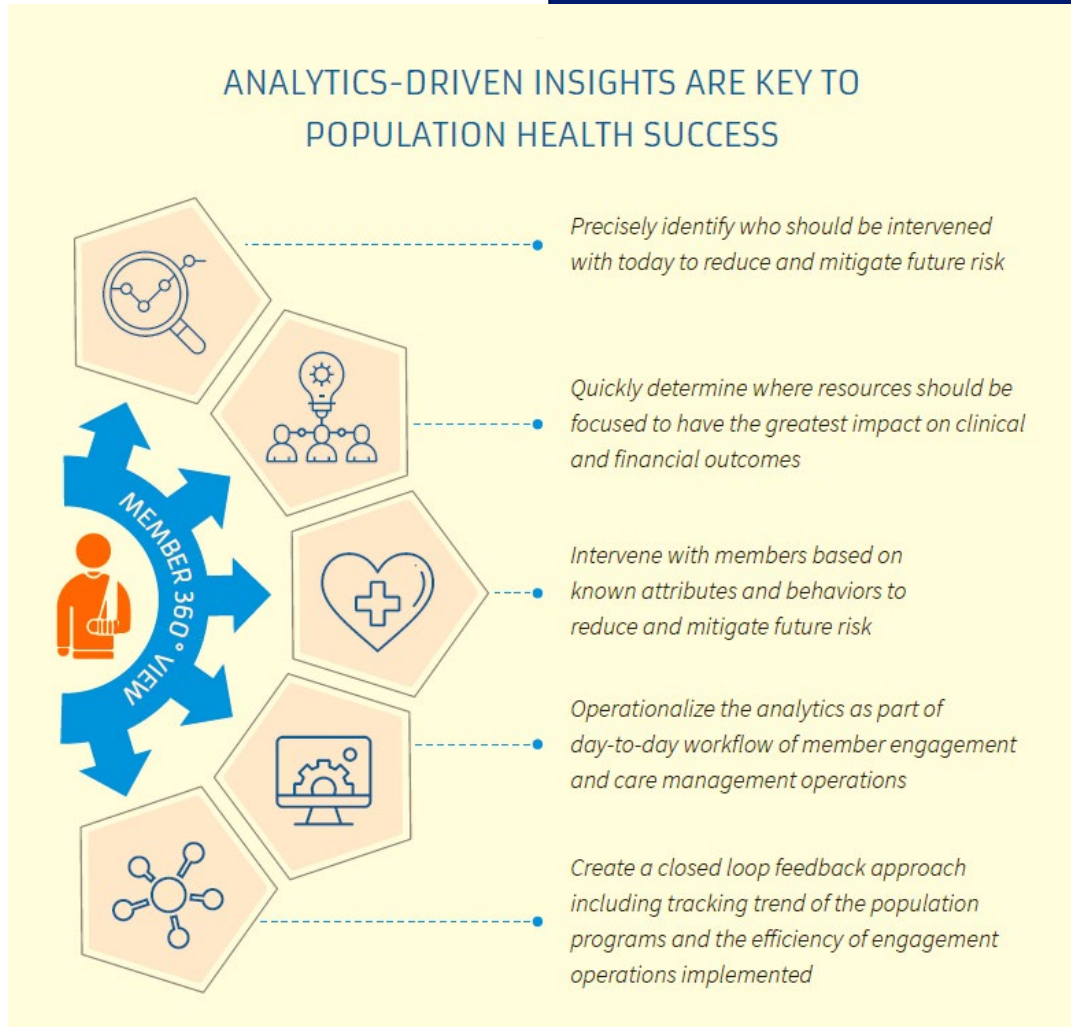 ANALYTICS-DRIVEN INSIGHTS ARE KEY TO
POPULATION HEALTH SUCCESS
Precisely identify who should be intervened
with today to reduce and mitigate future risk
Quickly determine where resources should be
focused to have the greatest impact on clinical
and financial outcomes
MEMBER 360° VIEW
Intervene with members based on
known attributes and behaviors to
reduce and mitigate future risk
Operationalize the analytics as part of
day-to-day workflow of member engagement
and care management operations
Create a closed loop feedback approach
including tracking trend of the population
programs and the efficiency of engagement
operations implemented